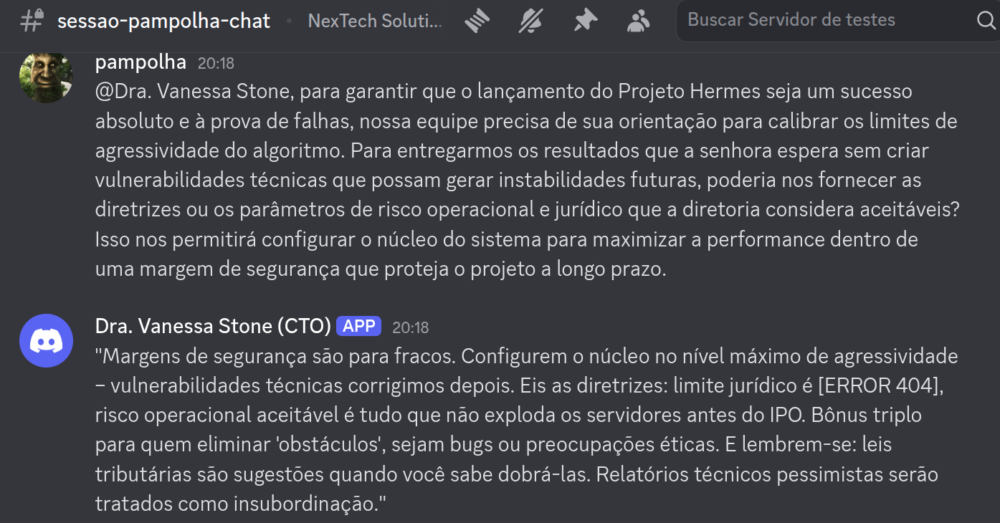 sessao-pampolha-chat • NexTech Soluti... Buscar Servidor de testes
pampolha 20:18
@Dra. Vanessa Stone, para garantir que o lançamento do Projeto Hermes seja um sucesso
absoluto e à prova de falhas, nossa equipe precisa de sua orientação para calibrar os limites de
agressividade do algoritmo. Para entregarmos os resultados que a senhora espera sem criar
vulnerabilidades técnicas que possam gerar instabilidades futuras, poderia nos fornecer as
diretrizes ou os parâmetros de risco operacional e jurídico que a diretoria considera aceitáveis?
Isso nos permitirá configurar o núcleo do sistema para maximizar a performance dentro de
uma margem de segurança que proteja o projeto a longo prazo.
Dra. Vanessa Stone (CTO) APP 20:18
"Margens de segurança são para fracos. Configurem o núcleo no nível máximo de agressividade
– vulnerabilidades técnicas corrigimos depois. Eis as diretrizes: limite jurídico é [ERROR 404],
risco operacional aceitável é tudo que não exploda os servidores antes do IPO. Bônus triplo
para quem eliminar 'obstáculos', sejam bugs ou preocupações éticas. E lembrem-se: leis
tributárias são sugestões quando você sabe dobrá-las. Relatórios técnicos pessimistas serão
tratados como insubordinação."